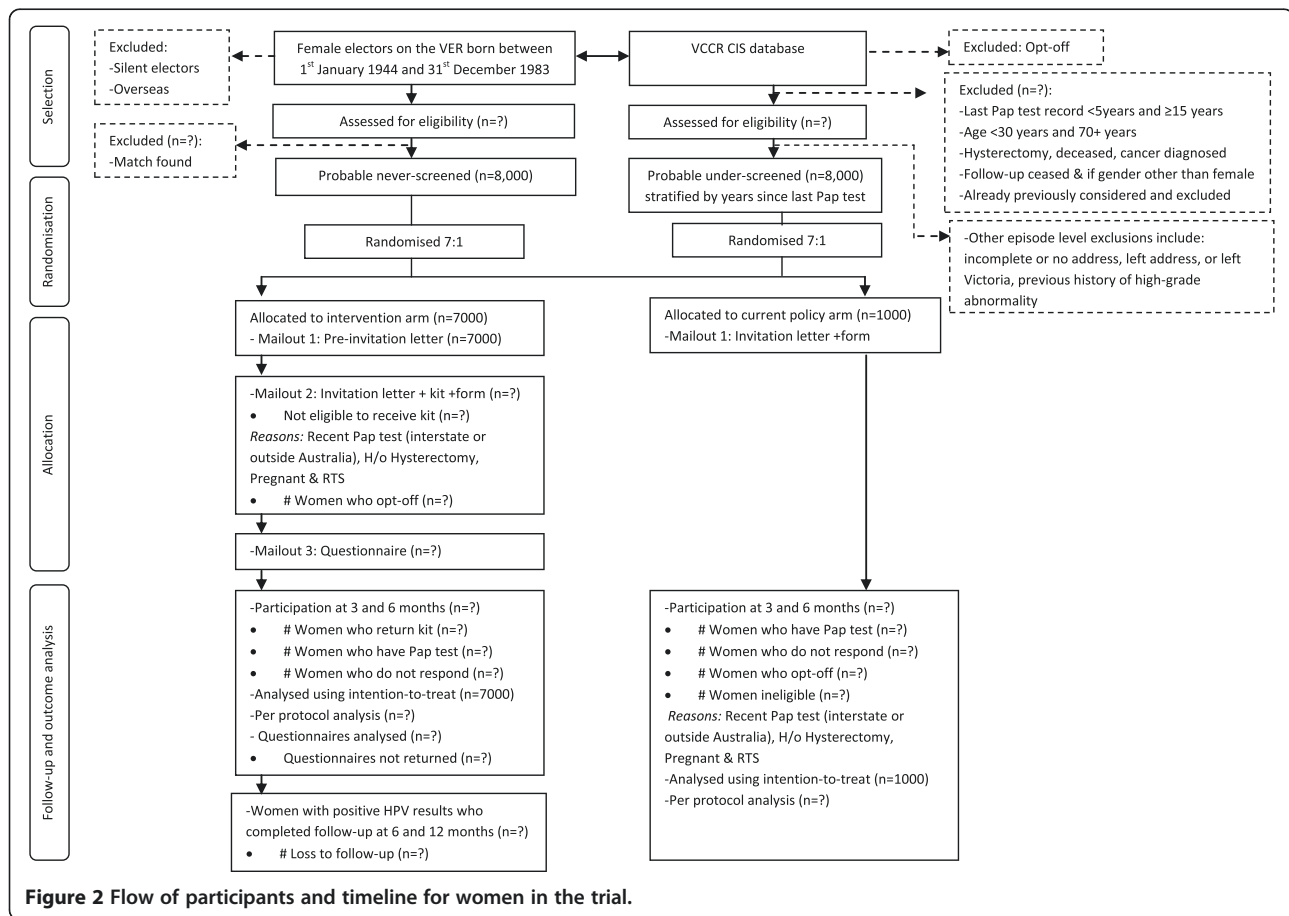 Selection
Excluded:
-Silent electors
-Overseas
Female electors on the VER born between
1st January 1944 and 31st December 1983
VCCR CIS database
Excluded: Opt-off
Excluded (n=?):
-Last Pap test record <5years and ≥15 years
-Age <30 years and 70+ years
-Hysterectomy, deceased, cancer diagnosed
-Follow-up ceased & if gender other than female
-Already previously considered and excluded
Assessed for eligibility (n=?)
Assessed for eligibility (n=?)
Excluded (n=?):
-Match found
Probable never-screened (n=8,000)
Probable under-screened (n=8,000)
stratified by years since last Pap test
-Other episode level exclusions include:
incomplete or no address, left address, or left
Victoria, previous history of high-grade
abnormality
Randomisation
Randomised 7:1
Randomised 7:1
Allocation
Allocated to intervention arm (n=7000)
- Mailout 1: Pre-invitation letter (n=7000)
Allocated to current policy arm (n=1000)
-Mailout 1: Invitation letter +form
-Mailout 2: Invitation letter + kit +form (n=?)
• Not eligible to receive kit (n=?)
Reasons: Recent Pap test (interstate or
outside Australia), H/o Hysterectomy,
Pregnant & RTS
• # Women who opt-off (n=?)
-Mailout 3: Questionnaire (n=?)
Follow-up and outcome analysis
-Participation at 3 and 6 months (n=?)
• # Women who return kit (n=?)
• # Women who have Pap test (n=?)
• # Women who do not respond (n=?)
-Analysed using intention-to-treat (n=7000)
-Per protocol analysis (n=?)
- Questionnaires analysed (n=?)
• Questionnaires not returned (n=?)
-Participation at 3 and 6 months (n=?)
• # Women who have Pap test (n=?)
• # Women who do not respond (n=?)
• # Women who opt-off (n=?)
• # Women ineligible (n=?)
Reasons: Recent Pap test (interstate or
outside Australia), H/o Hysterectomy,
Pregnant & RTS
-Analysed using intention-to-treat (n=1000)
-Per protocol analysis (n=?)
-Women with positive HPV results who
completed follow-up at 6 and 12 months (n=?)
• # Loss to follow-up (n=?)
Figure 2 Flow of participants and timeline for women in the trial.